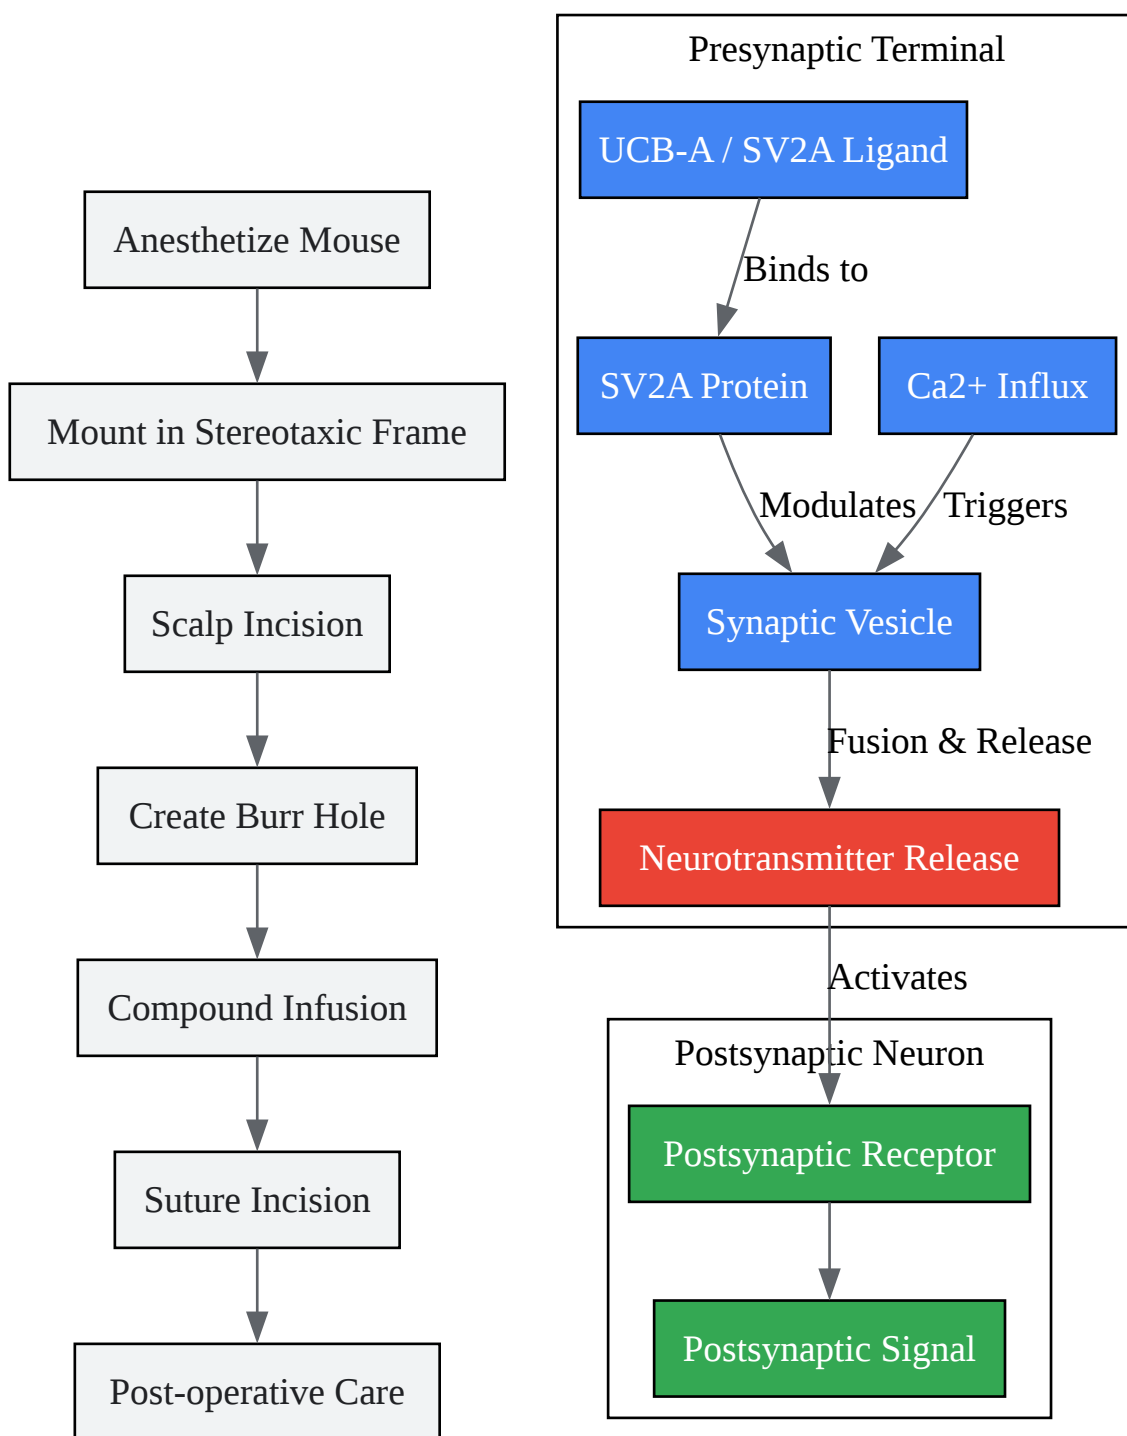 Anesthetize Mouse
Mount in Stereotaxic Frame
Scalp Incision
Create Burr Hole
Compound Infusion
Suture Incision
Post-operative Care
Presynaptic Terminal
UCB-A / SV2A Ligand
Binds to
SV2A Protein
Ca2+ Influx
Modulates
Triggers
Synaptic Vesicle
Fusion & Release
Neurotransmitter Release
Activates
Postsynaptic Neuron
Postsynaptic Receptor
Postsynaptic Signal